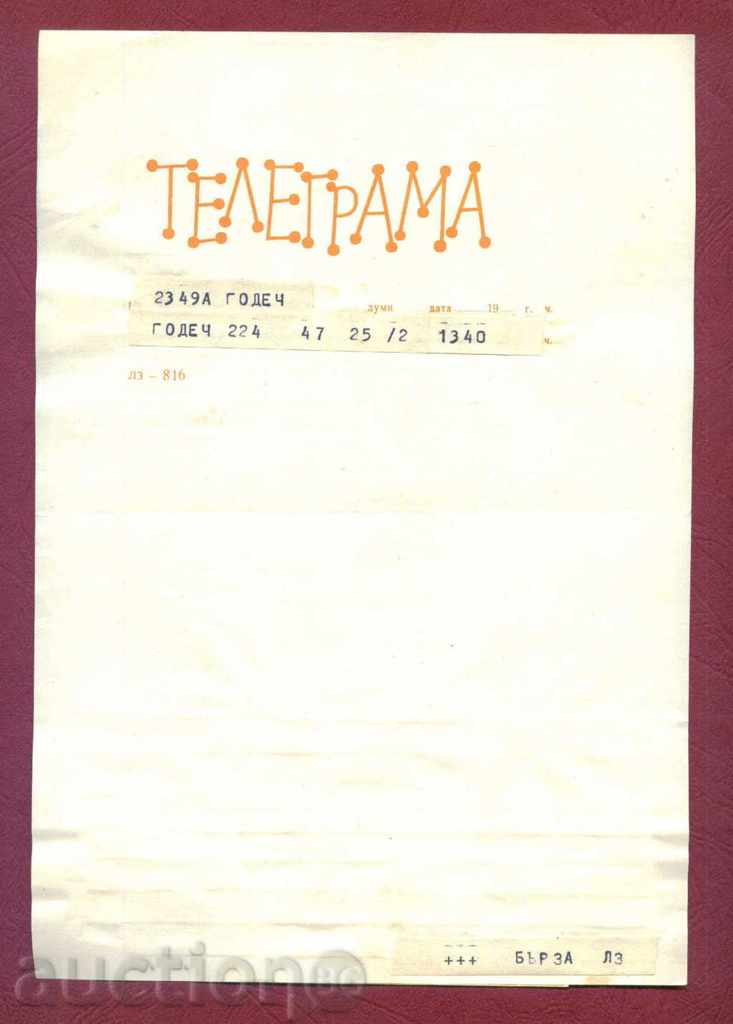 ТЕЛЕГРАМА
2349А ГОДЕЧ
думи дата 19 г. ч.
ГОДЕЧ 224 47 25 /2 1340 ч.
ЛЗ – 816
+++ БЪРЗА ЛЗ
auction.bg